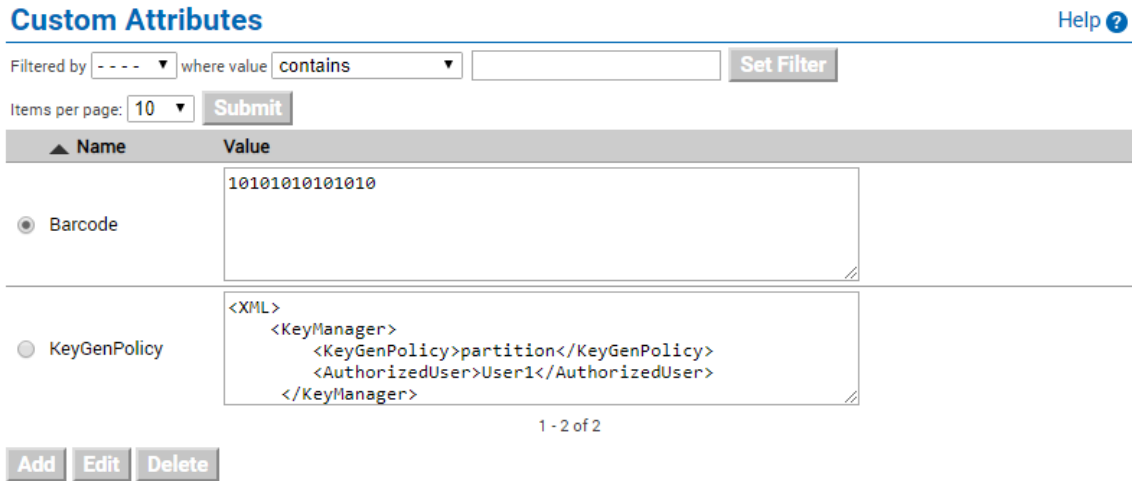 Custom Attributes Help ?
Filtered by - - - - ▼ where value contains ▼ Set Filter
Items per page: 10 ▼ Submit
▲ Name Value
10101010101010
Barcode
<XML>
<KeyManager>
KeyGenPolicy <KeyGenPolicy>partition</KeyGenPolicy>
<AuthorizedUser>User1</AuthorizedUser>
</KeyManager>
1 - 2 of 2
Add Edit Delete